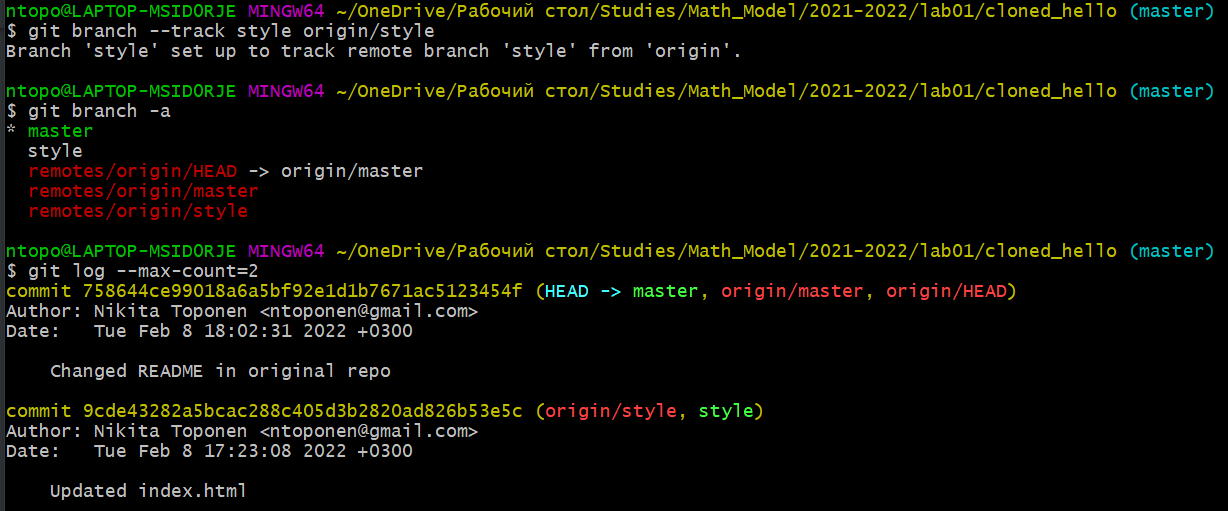 ntopo@LAPTOP-MSID0RJE MINGW64 ~/OneDrive/Рабочий стол/Studies/Math_Model/2021-2022/lab01/cloned_hello (master)
$ git branch --track style origin/style
Branch 'style' set up to track remote branch 'style' from 'origin'.
ntopo@LAPTOP-MSID0RJE MINGW64 ~/OneDrive/Рабочий стол/Studies/Math_Model/2021-2022/lab01/cloned_hello (master)
$ git branch -a
* master
style
remotes/origin/HEAD -> origin/master
remotes/origin/master
remotes/origin/style
ntopo@LAPTOP-MSID0RJE MINGW64 ~/OneDrive/Рабочий стол/Studies/Math_Model/2021-2022/lab01/cloned_hello (master)
$ git log --max-count=2
commit 758644ce99018a6a5bf92e1d1b7671ac5123454f (HEAD -> master, origin/master, origin/HEAD)
Author: Nikita Toponen <ntoponen@gmail.com>
Date:   Tue Feb 8 18:02:31 2022 +0300
Changed README in original repo
commit 9cde43282a5bcac288c405d3b2820ad826b53e5c (origin/style, style)
Author: Nikita Toponen <ntoponen@gmail.com>
Date:   Tue Feb 8 17:23:08 2022 +0300
Updated index.html